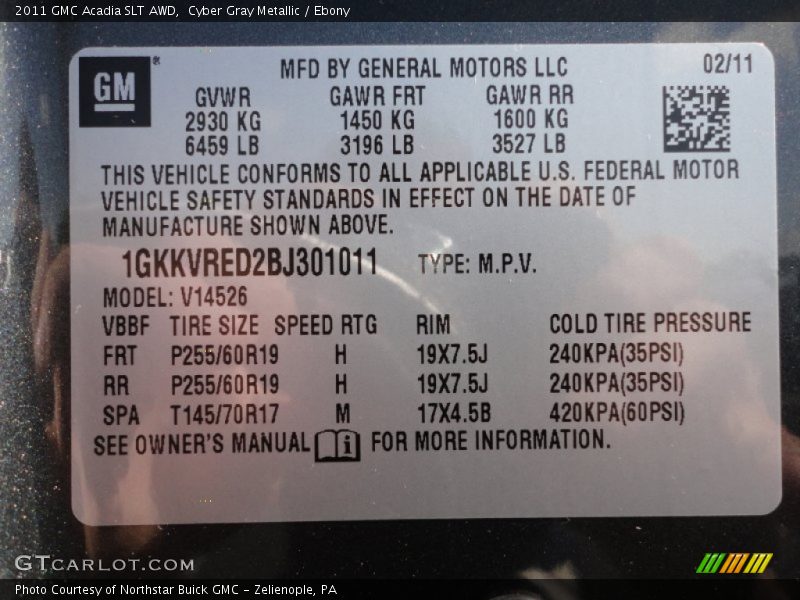 2011 GMC Acadia SLT AWD,  Cyber Gray Metallic / Ebony
GM ® MFD BY GENERAL MOTORS LLC 02/11
GVWR GAWR FRT GAWR RR
2930 KG 1450 KG 1600 KG
6459 LB 3196 LB 3527 LB
THIS VEHICLE CONFORMS TO ALL APPLICABLE U.S. FEDERAL MOTOR
VEHICLE SAFETY STANDARDS IN EFFECT ON THE DATE OF
MANUFACTURE SHOWN ABOVE.
1GKKVRED2BJ301011 TYPE: M.P.V.
MODEL: V14526
VBBF TIRE SIZE SPEED RTG RIM COLD TIRE PRESSURE
FRT P255/60R19 H 19X7.5J 240KPA(35PSI)
RR P255/60R19 H 19X7.5J 240KPA(35PSI)
SPA T145/70R17 M 17X4.5B 420KPA(60PSI)
SEE OWNER'S MANUAL i FOR MORE INFORMATION.
GTCARLOT.COM
Photo Courtesy of Northstar Buick GMC - Zelienople, PA